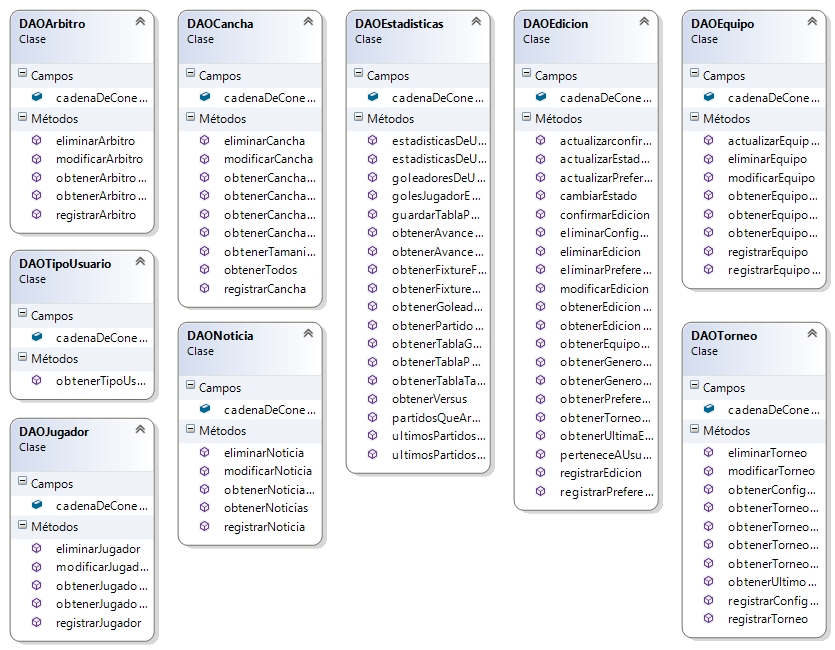 DAOArbitro
Clase
Campos
cadenaDeCone...
Métodos
eliminarArbitro
modificarArbitro
obtenerArbitro...
obtenerArbitro...
registrarArbitro
DAOTipoUsuario
Clase
Campos
cadenaDeCone...
Métodos
obtenerTipoUs...
DAOJugador
Clase
Campos
cadenaDeCone...
Métodos
eliminarJugador
modificarJugad...
obtenerJugado...
obtenerJugado...
registrarJugador
DAOCancha
Clase
Campos
cadenaDeCone...
Métodos
eliminarCancha
modificarCancha
obtenerCancha...
obtenerCancha...
obtenerCancha...
obtenerCancha...
obtenerTamani...
obtenerTodos
registrarCancha
DAONoticia
Clase
Campos
cadenaDeCone...
Métodos
eliminarNoticia
modificarNoticia
obtenerNoticia...
obtenerNoticias
registrarNoticia
DAOEstadisticas
Clase
Campos
cadenaDeCone...
Métodos
estadisticasDeU...
estadisticasDeU...
goleadoresDeU...
golesJugadorE...
guardarTablaP...
obtenerAvance...
obtenerAvance...
obtenerFixtureF...
obtenerFixture...
obtenerGolead...
obtenerPartido...
obtenerTablaG...
obtenerTablaP...
obtenerTablaTa...
obtenerVersus
partidosQueAr...
ultimosPartidos...
ultimosPartidos...
DAOEdicion
Clase
Campos
cadenaDeCone...
Métodos
actualizarconfir...
actualizarEstad...
actualizarPrefer...
cambiarEstado
confirmarEdicion
eliminarConfig...
eliminarEdicion
eliminarPrefere...
modificarEdicion
obtenerEdicion...
obtenerEdicion...
obtenerEquipo...
obtenerGenero...
obtenerGenero...
obtenerPrefere...
obtenerTorneo...
obtenerUltimaE...
perteneceAUsu...
registrarEdicion
registrarPrefere...
DAOEquipo
Clase
Campos
cadenaDeCone...
Métodos
actualizarEquip...
eliminarEquipo
modificarEquipo
obtenerEquipo...
obtenerEquipo...
obtenerEquipo...
registrarEquipo
registrarEquipo...
DAOTorneo
Clase
Campos
cadenaDeCone...
Métodos
eliminarTorneo
modificarTorneo
obtenerConfig...
obtenerTorneo...
obtenerTorneo...
obtenerTorneo...
obtenerTorneo...
obtenerUltimo...
registrarConfig...
registrarTorneo